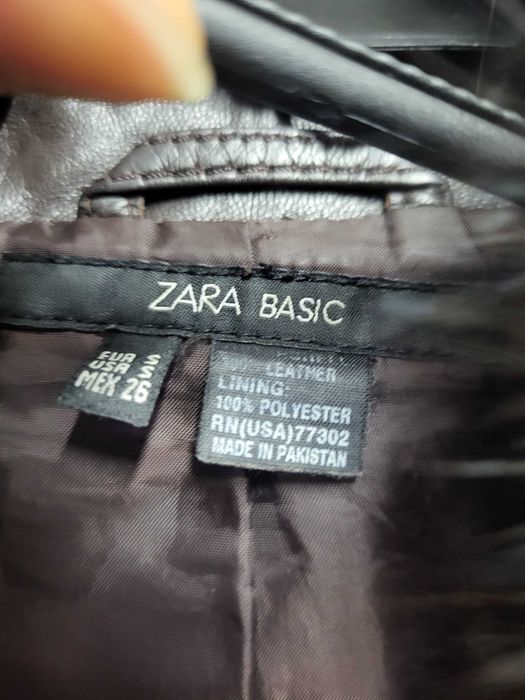 ZARA BASIC
EUR S
USA S
MEX 26
LEATHER
LINING
100% POLYESTER
RN(USA)77302
MADE IN PAKISTAN